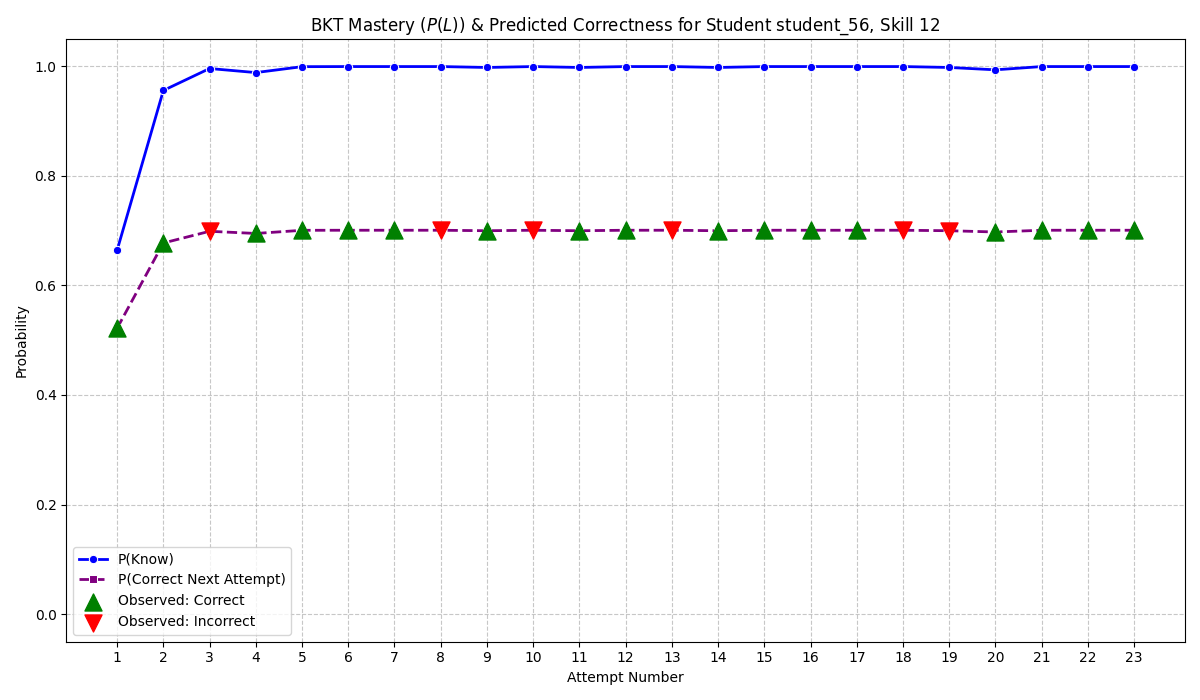 BKT Mastery (P(L)) & Predicted Correctness for Student student_56, Skill 12
1.0
0.8
0.6
0.4
0.2
0.0
Probability
P(Know)
P(Correct Next Attempt)
Observed: Correct
Observed: Incorrect
1 2 3 4 5 6 7 8 9 10 11 12 13 14 15 16 17 18 19 20 21 22 23
Attempt Number